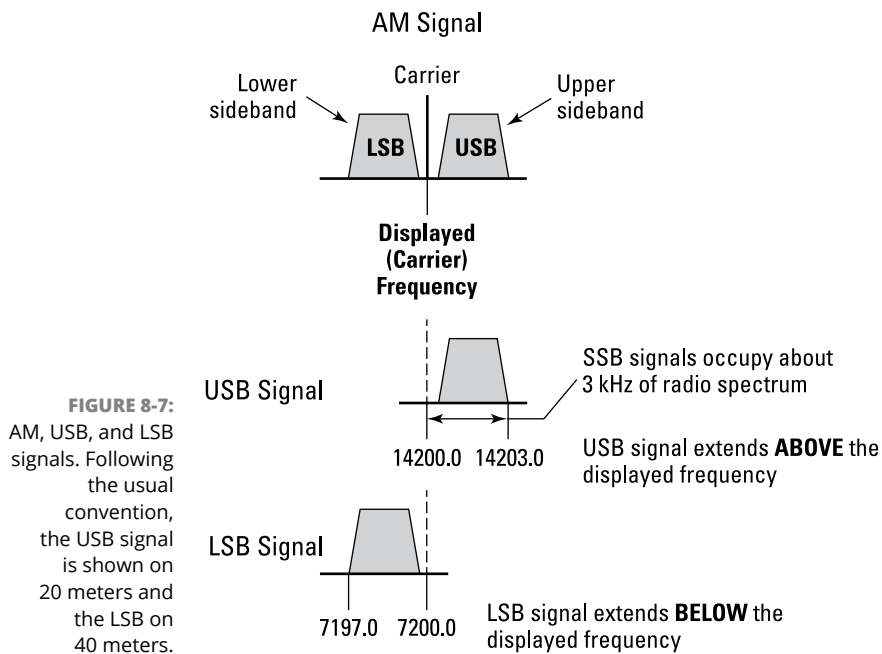 AM Signal
Carrier
Lower
sideband
Upper
sideband
LSB
USB
Displayed
(Carrier)
Frequency
USB Signal
SSB signals occupy about
3 kHz of radio spectrum
14200.0 14203.0
USB signal extends ABOVE the
displayed frequency
LSB Signal
7197.0 7200.0
LSB signal extends BELOW the
displayed frequency
FIGURE 8-7:
AM, USB, and LSB
signals. Following
the usual
convention,
the USB signal
is shown on
20 meters and
the LSB on
40 meters.